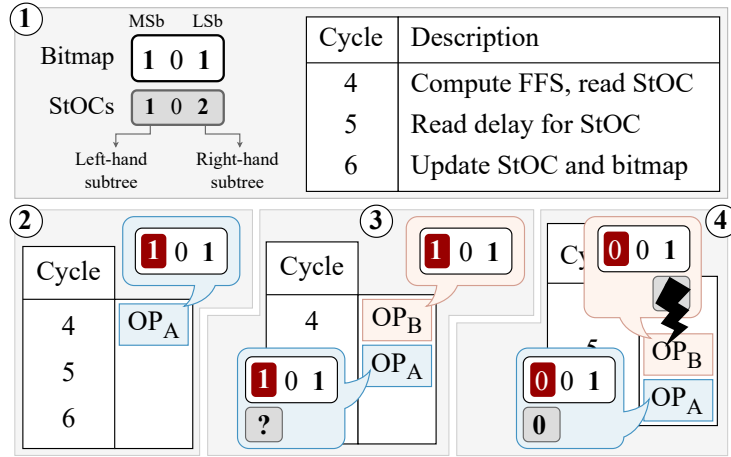 1
MSb LSb
Bitmap 1 0 1
StOCs 1 0 2
Left-hand subtree
Right-hand subtree
Cycle Description
4 Compute FFS, read StOC
5 Read delay for StOC
6 Update StOC and bitmap
2
1 0 1
Cycle
4 OPA
5
6
3
1 0 1
Cycle
4 OPB
OPA
1 0 1
?
4
0 0 1
OPB
OPA
0 0 1
0